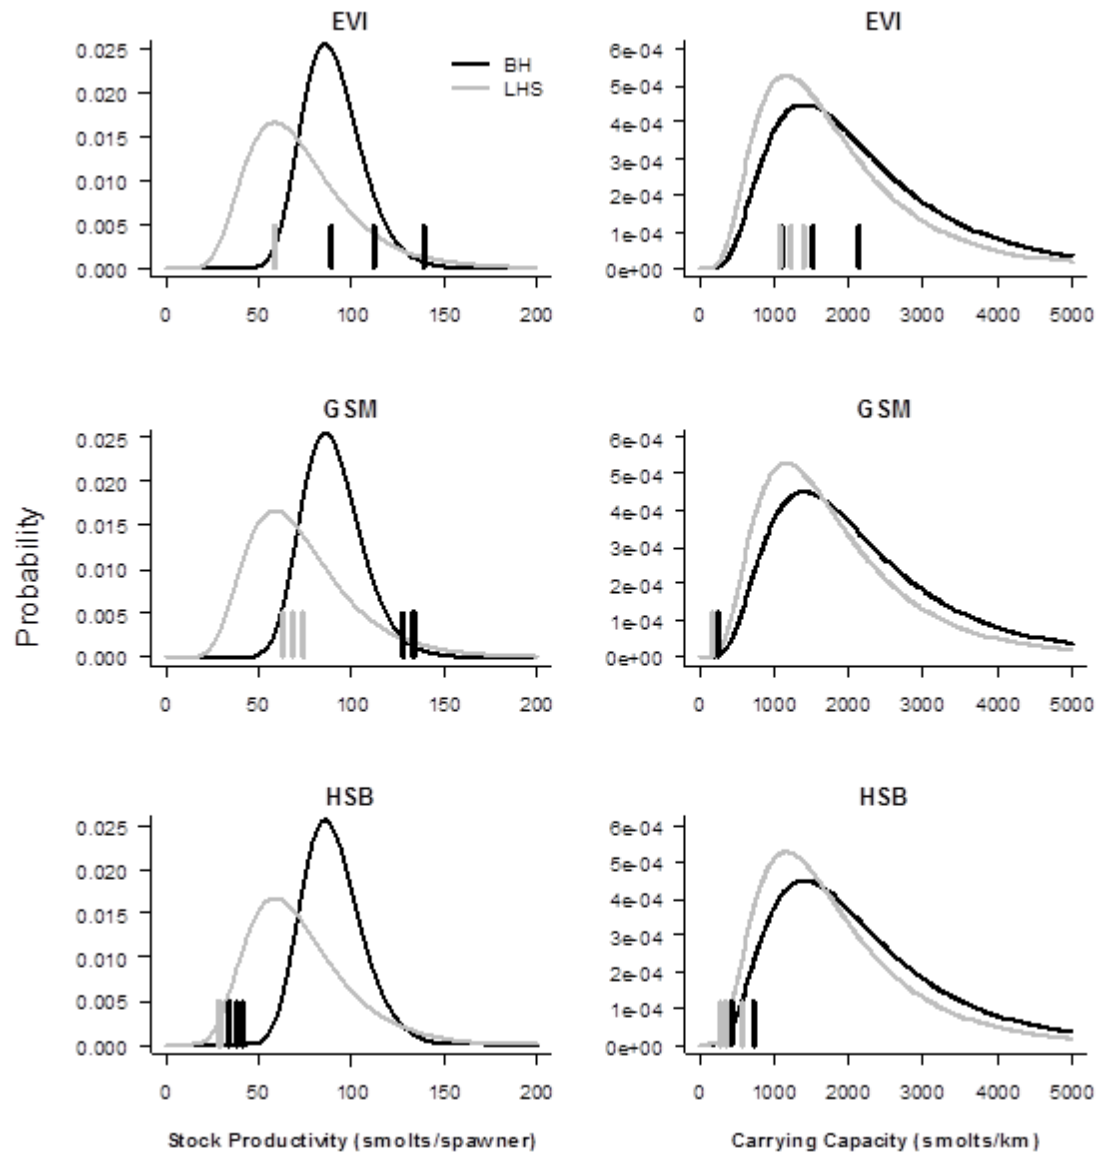 EVI
EVI
BH
LHS
0.025
0.020
0.015
0.010
0.005
0.000
0 50 100 150 200
6e-04
5e-04
4e-04
3e-04
2e-04
1e-04
0e+00
0 1000 2000 3000 4000 5000
GSM
GSM
Probability
0.025
0.020
0.015
0.010
0.005
0.000
0 50 100 150 200
6e-04
5e-04
4e-04
3e-04
2e-04
1e-04
0e+00
0 1000 2000 3000 4000 5000
HSB
HSB
0.025
0.020
0.015
0.010
0.005
0.000
0 50 100 150 200
6e-04
5e-04
4e-04
3e-04
2e-04
1e-04
0e+00
0 1000 2000 3000 4000 5000
Stock Productivity (smolts/spawner)
Carrying Capacity (smolts/km)